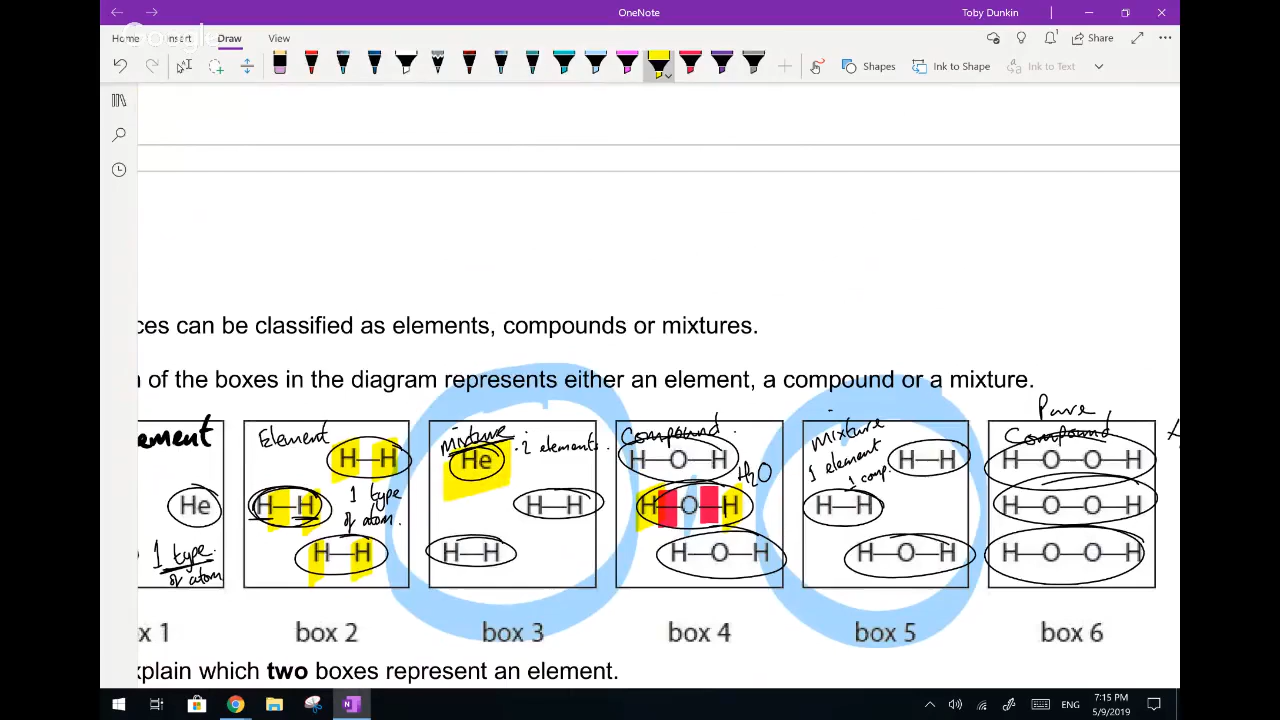 OneNote
Toby Dunkin
Google
Home Insert Draw View
Share
Shapes Ink to Shape Ink to Text
ces can be classified as elements, compounds or mixtures.
n of the boxes in the diagram represents either an element, a compound or a mixture.
ement
He
1 type
of atom
Element
H—H
1 type
of atom.
H—H
H—H
mixture
: 2 elements.
He
H—H
H—H
Compound
H—O—H
H2O
H—O—H
H—O—H
mixture
1 element
1 comp.
H—H
H—H
H—O—H
Pure
Compound
H—O—O—H
H—O—O—H
H—O—O—H
x 1 box 2 box 3 box 4 box 5 box 6
xplain which two boxes represent an element.
ENG
7:15 PM
5/9/2019